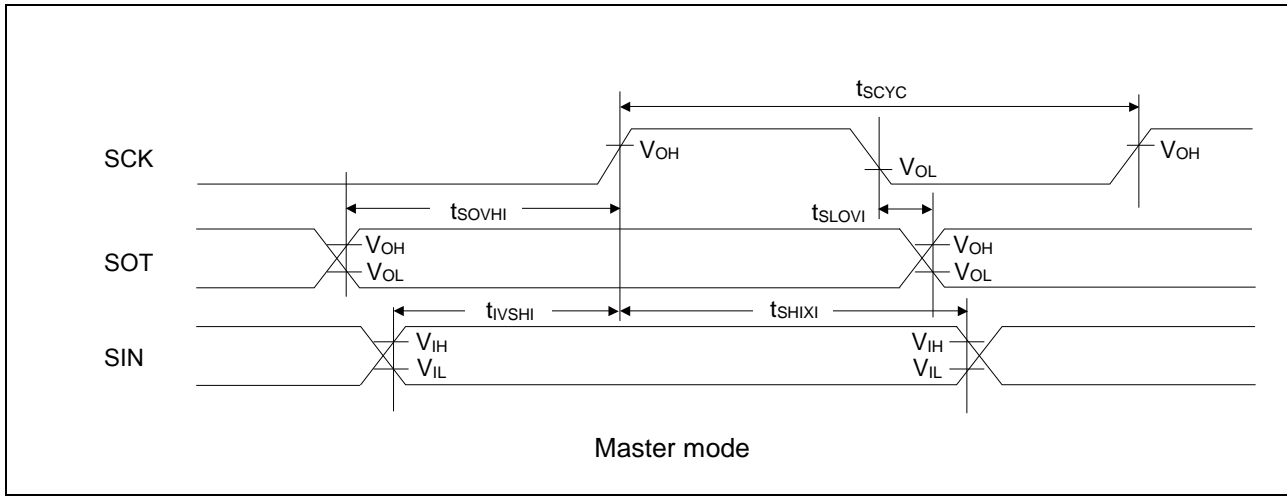 tSCYC
SCK
VOH
VOL
VOH
tSOVHI
tSLOVI
SOT
VOH
VOL
VOH
VOL
tIVSHI
tSHIXI
SIN
VIH
VIL
VIH
VIL
Master mode